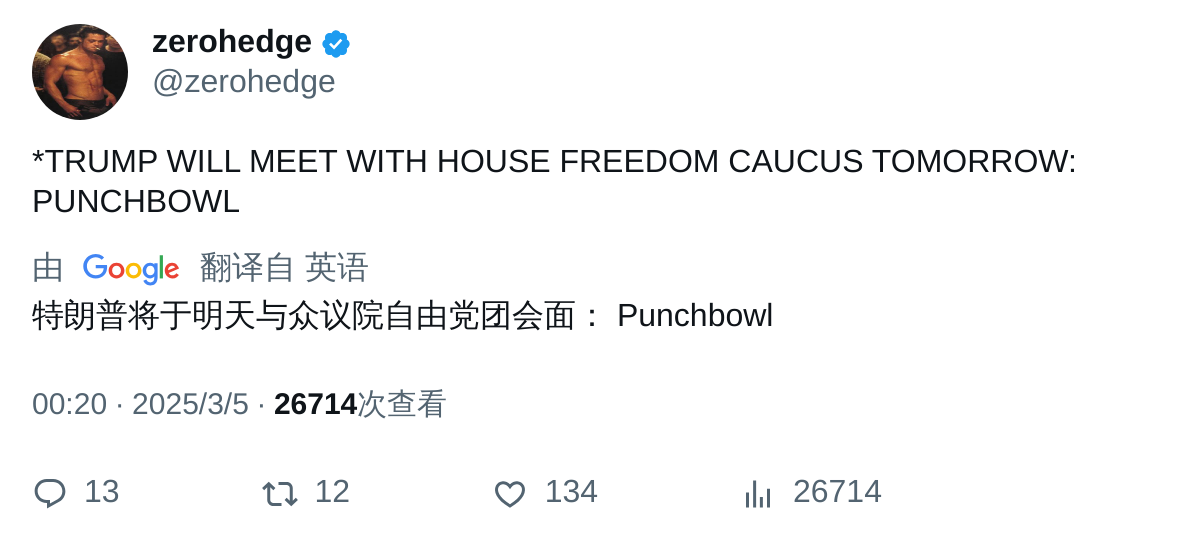 zerohedge
@zerohedge
*TRUMP WILL MEET WITH HOUSE FREEDOM CAUCUS TOMORROW:
PUNCHBOWL
由 Google 翻译自 英语
特朗普将于明天与众议院自由党团会面： Punchbowl
00:20 · 2025/3/5 · 26714次查看
13 12 134 26714